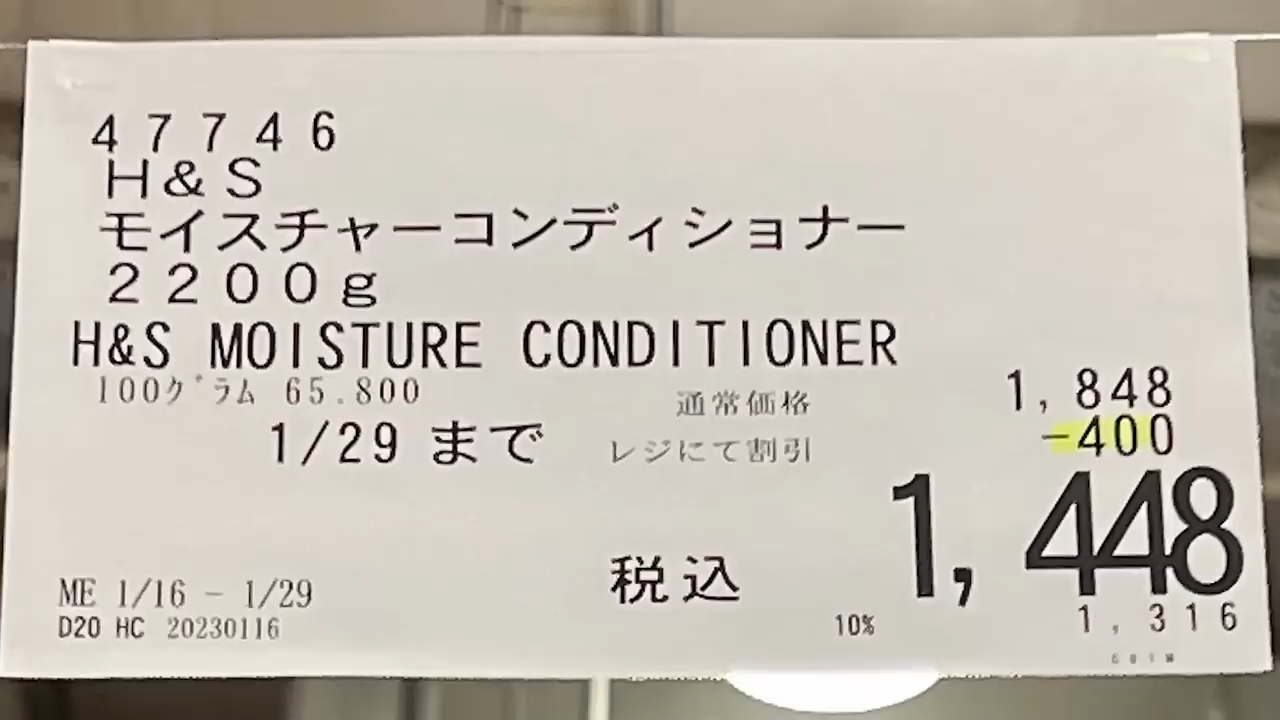 ４７７４６
Ｈ＆Ｓ
モイスチャーコンディショナー
２２００ｇ
H&S MOISTURE CONDITIONER
100ｸﾞﾗﾑ 65.800
通常価格 1,848
1/29 まで レジにて割引 -400
税込 1,448
ME 1/16 - 1/29
10% 1,316
D20 HC 20230116